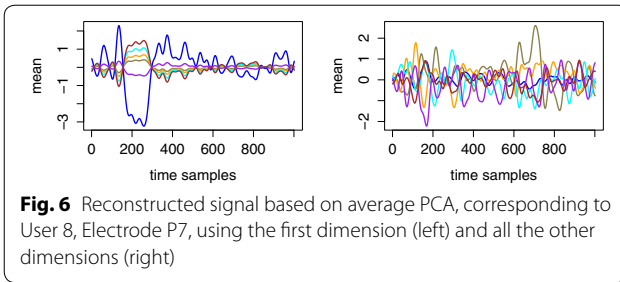 mean
1
-1
-3
0 200 400 600 800
time samples
mean
2
1
0
-2
0 200 400 600 800
time samples
Fig. 6 Reconstructed signal based on average PCA, corresponding to
User 8, Electrode P7, using the first dimension (left) and all the other
dimensions (right)